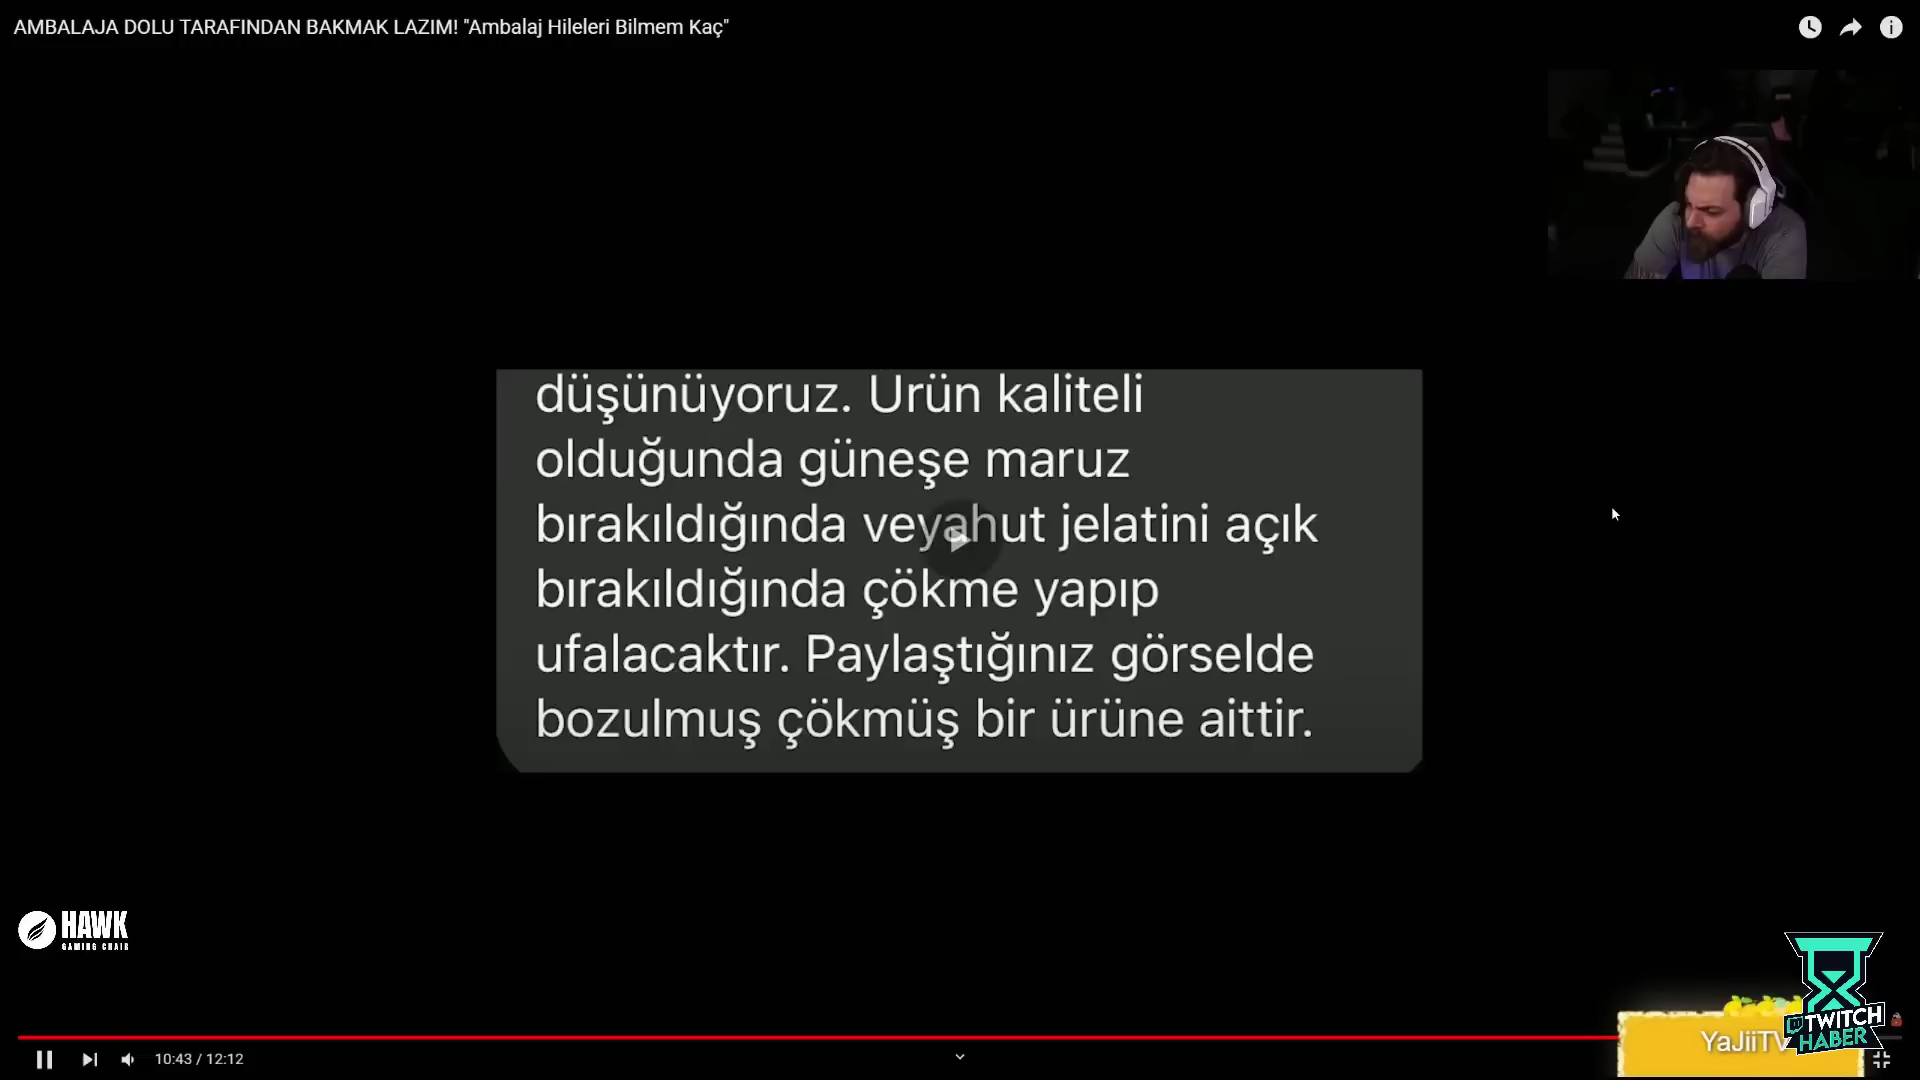 AMBALAJA DOLU TARAFINDAN BAKMAK LAZIM! "Ambalaj Hileleri Bilmem Kaç"
düşünüyoruz. Ürün kaliteli
olduğunda güneşe maruz
bırakıldığında veyahut jelatini açık
bırakıldığında çökme yapıp
ufalacaktır. Paylaştığınız görselde
bozulmuş çökmüş bir ürüne aittir.
HAWK
GAMING CHAIR
YaJiiTV
TWITCH
HABER
10:43 / 12:12